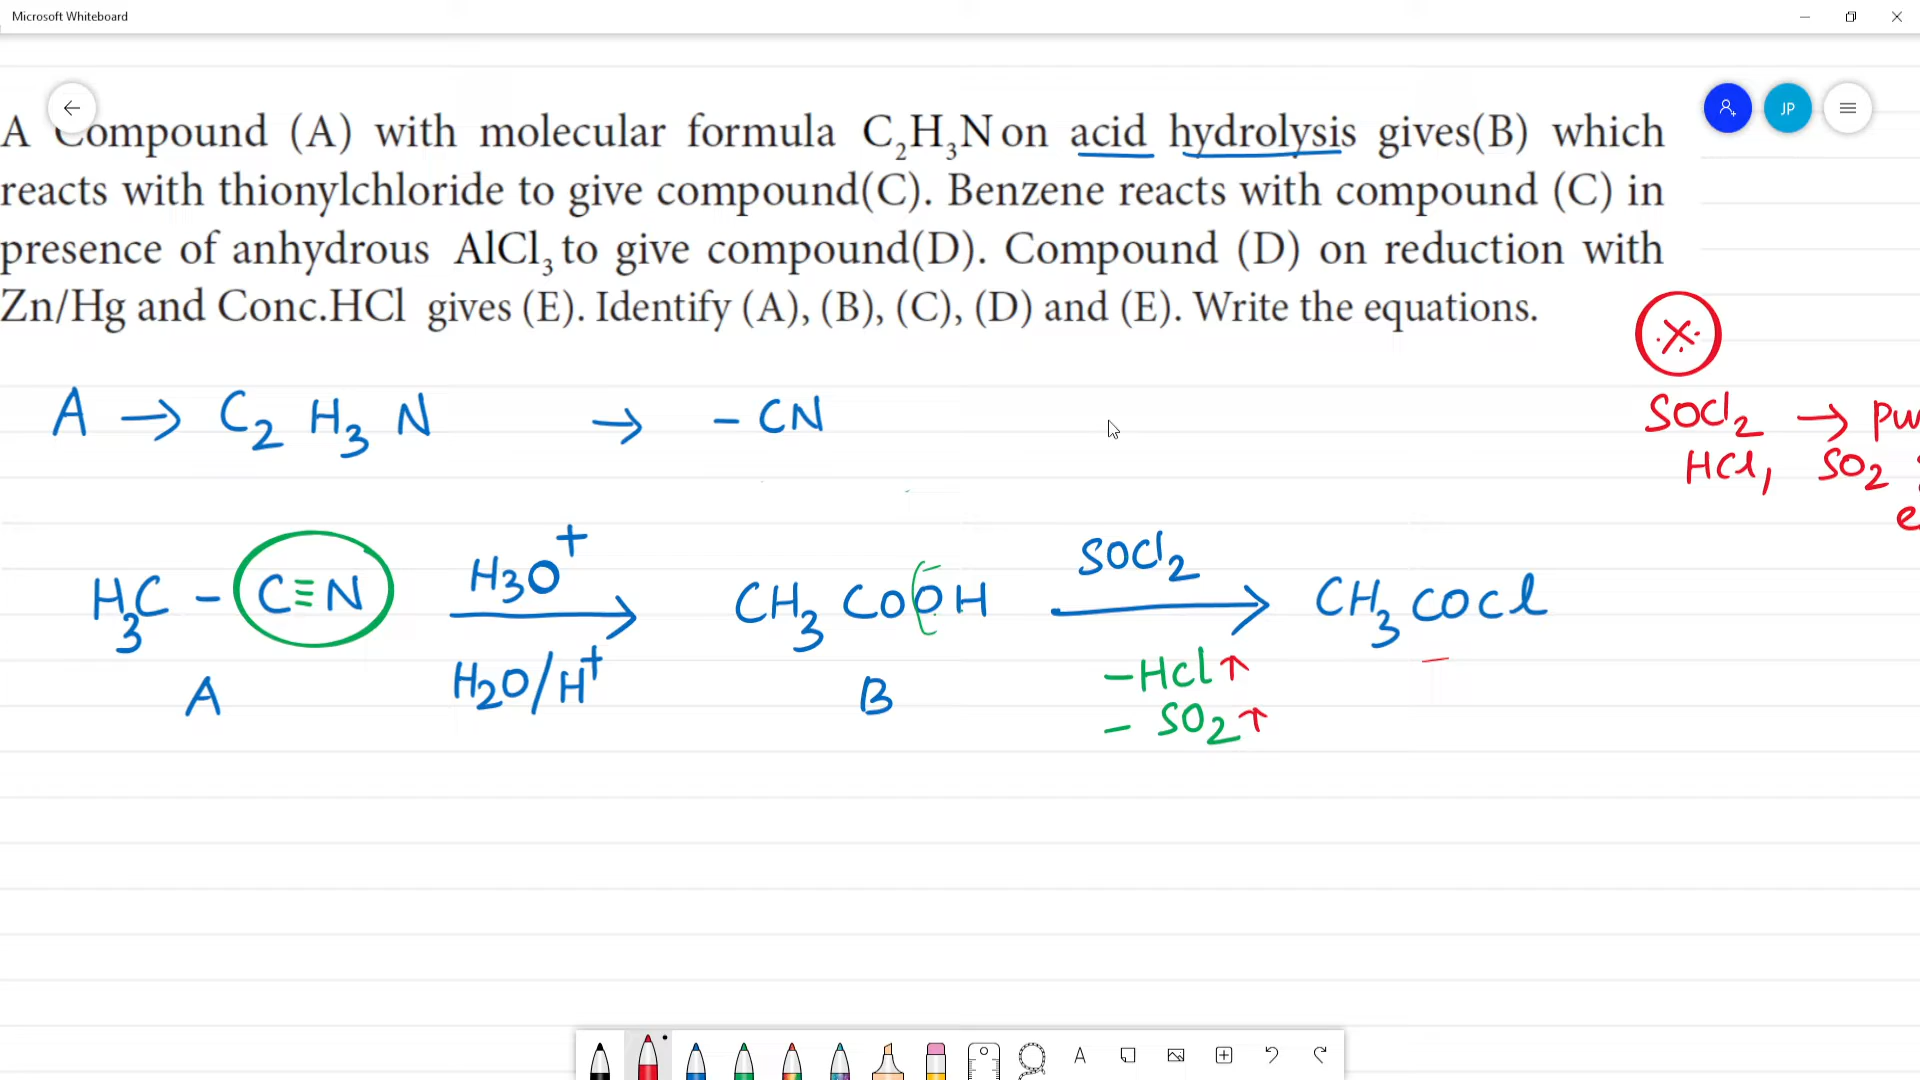 Microsoft Whiteboard
A Compound (A) with molecular formula C₂H₃N on acid hydrolysis gives(B) which
reacts with thionylchloride to give compound(C). Benzene reacts with compound (C) in
presence of anhydrous AlCl₃ to give compound(D). Compound (D) on reduction with
Zn/Hg and Conc.HCl gives (E). Identify (A), (B), (C), (D) and (E). Write the equations.
JP
A → C₂ H₃ N → - CN
SOCl₂ →
HCl, SO₂
H₃C - C≡N
H₃O⁺
H₂O/H⁺
CH₃ COOH
SOCl₂
- HCl ↑
- SO₂ ↑
CH₃ COCl
A
B
A